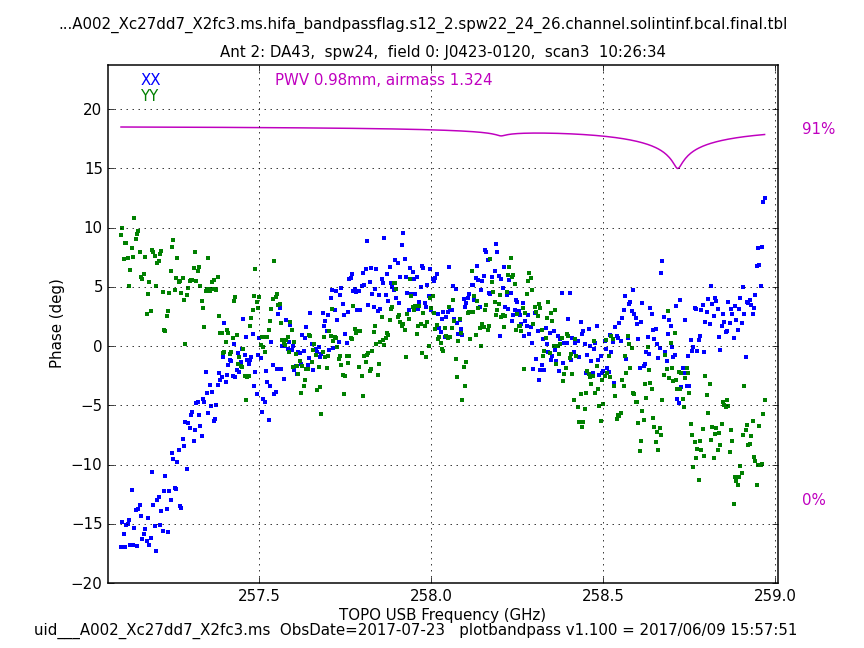 ...A002_Xc27dd7_X2fc3.ms.hifa_bandpassflag.s12_2.spw22_24_26.channel.solintinf.bcal.final.tbl
Ant 2: DA43,  spw24,  field 0: J0423-0120,  scan3  10:26:34
XX
PWV 0.98mm, airmass 1.324
YY
20
91%
15
10
5
0
−5
−10
0%
−15
−20
Phase (deg)
257.5 258.0 258.5 259.0
TOPO USB Frequency (GHz)
uid___A002_Xc27dd7_X2fc3.ms  ObsDate=2017-07-23   plotbandpass v1.100 = 2017/06/09 15:57:51